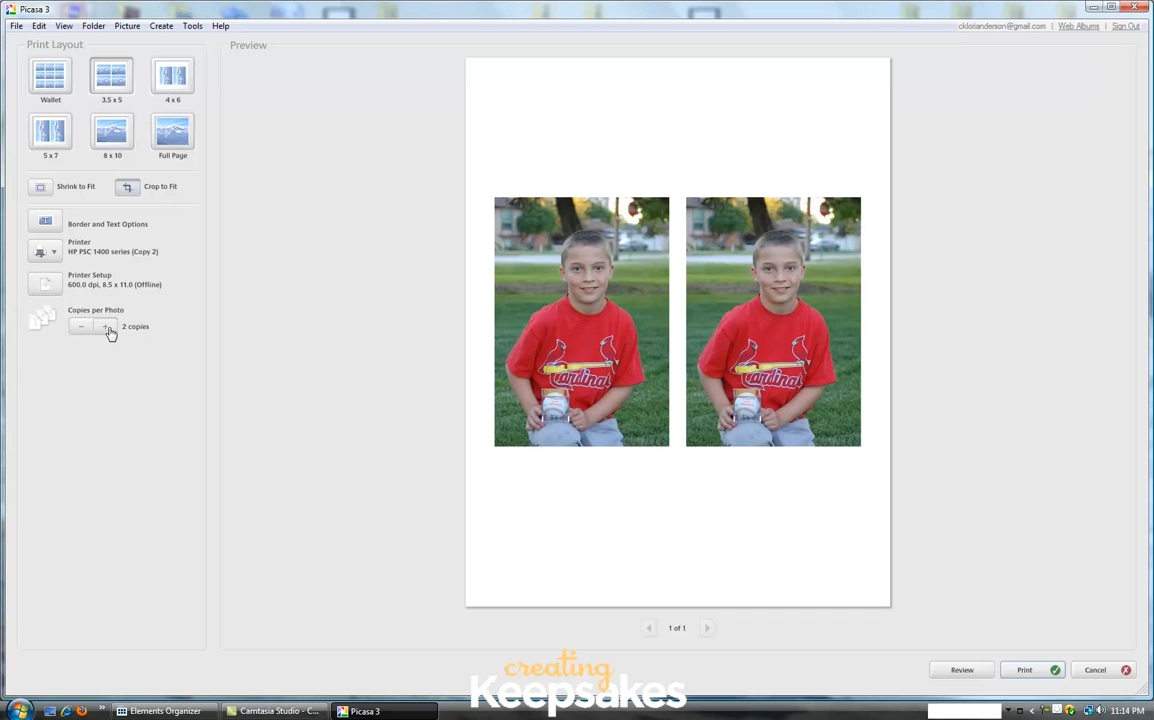 Picasa 3
File Edit View Folder Picture Create Tools Help
cklorianderson@gmail.com Web Albums Sign Out
Print Layout
Preview
Wallet 3.5 x 5 4 x 6
5 x 7 8 x 10 Full Page
Shrink to Fit Crop to Fit
Border and Text Options
Printer
HP PSC 1400 series (Copy 2)
Printer Setup
600.0 dpi, 8.5 x 11.0 (Offline)
Copies per Photo
2 copies
Cardinals Cardinals
1 of 1
Review Print Cancel
creating
Keepsakes
Elements Organizer Camtasia Studio - C... Picasa 3 11:14 PM